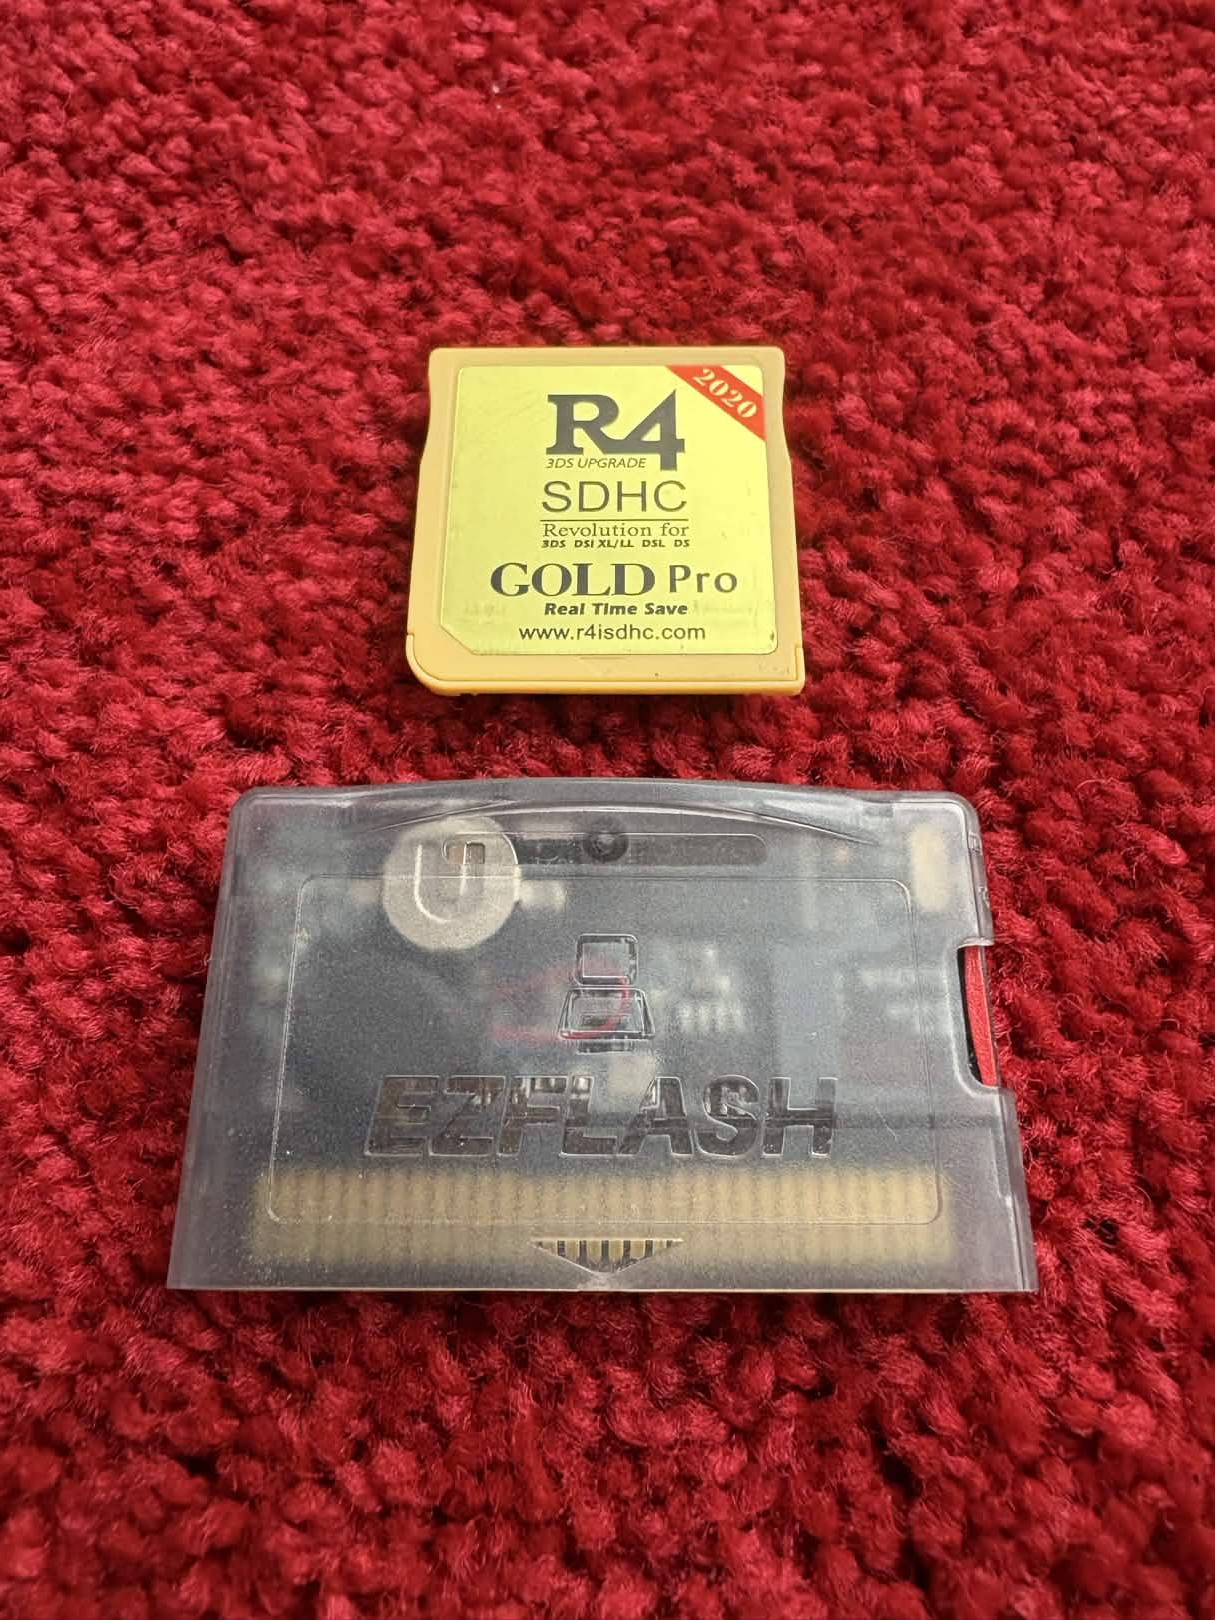 2020
R4
3DS UPGRADE
SDHC
Revolution for
3DS DSI XL/LL DSL DS
GOLD Pro
Real Time Save
www.r4isdhc.com
EZFLASH